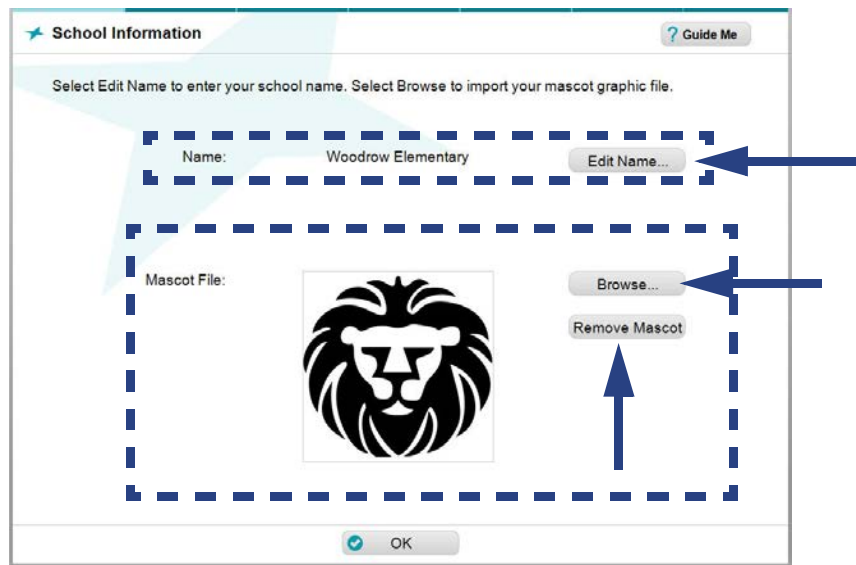 School Information
? Guide Me
Select Edit Name to enter your school name. Select Browse to import your mascot graphic file.
Name: Woodrow Elementary Edit Name...
Mascot File: Browse...
Remove Mascot
OK